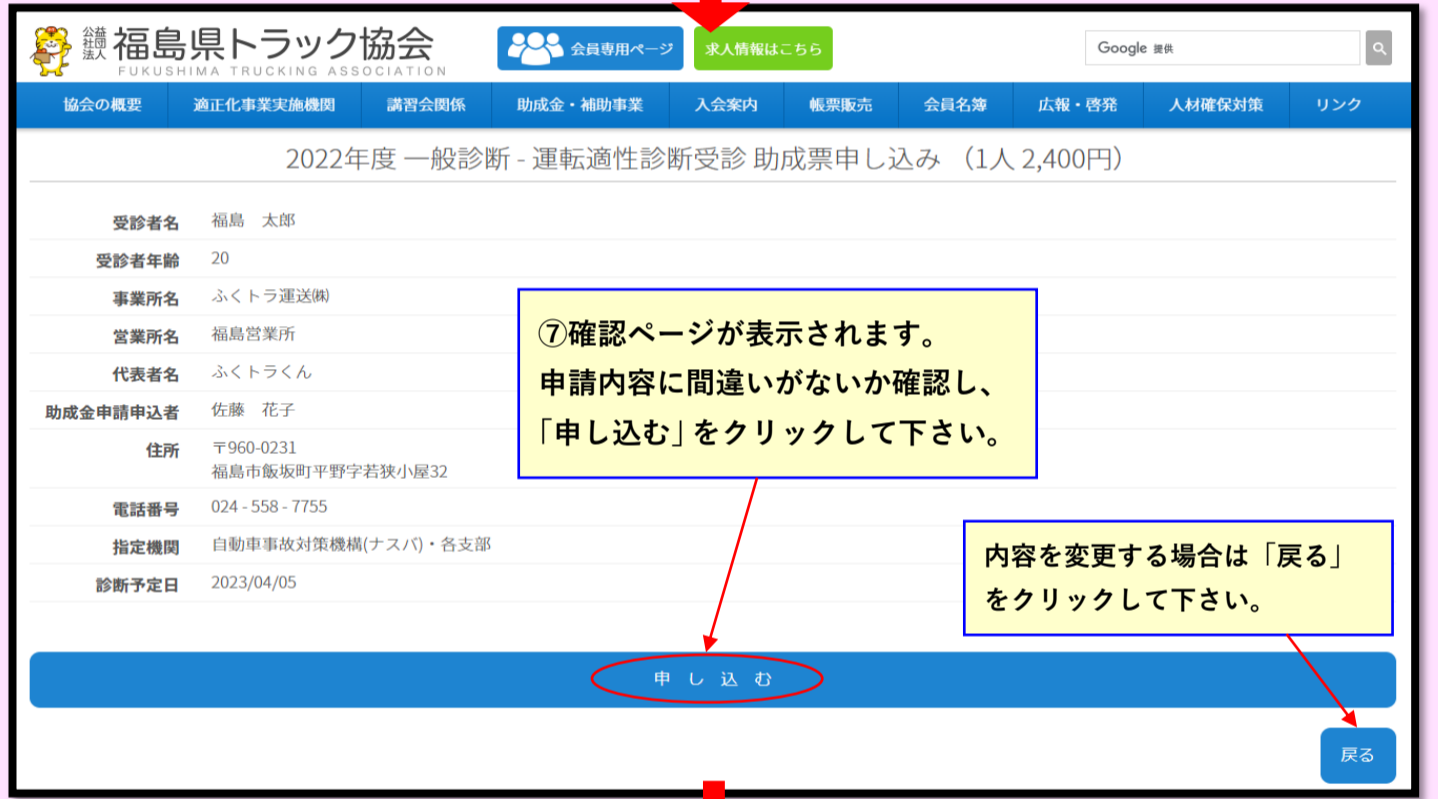 公益社団法人 福島県トラック協会
FUKUSHIMA TRUCKING ASSOCIATION
会員専用ページ
求人情報はこちら
Google 提供
協会の概要 適正化事業実施機関 講習会関係 助成金・補助事業 入会案内 帳票販売 会員名簿 広報・啓発 人材確保対策 リンク
2022年度 一般診断 - 運転適性診断受診 助成票申し込み （1人 2,400円）
受診者名 福島　太郎
受診者年齢 20
事業所名 ふくトラ運送㈱
営業所名 福島営業所
代表者名 ふくトラくん
助成金申請申込者 佐藤　花子
住所 〒960-0231
福島市飯坂町平野字若狭小屋32
電話番号 024 - 558 - 7755
指定機関 自動車事故対策機構(ナスバ)・各支部
診断予定日 2023/04/05
⑦確認ページが表示されます。
申請内容に間違いがないか確認し、
「申し込む」をクリックして下さい。
内容を変更する場合は「戻る」
をクリックして下さい。
申 し 込 む
戻る